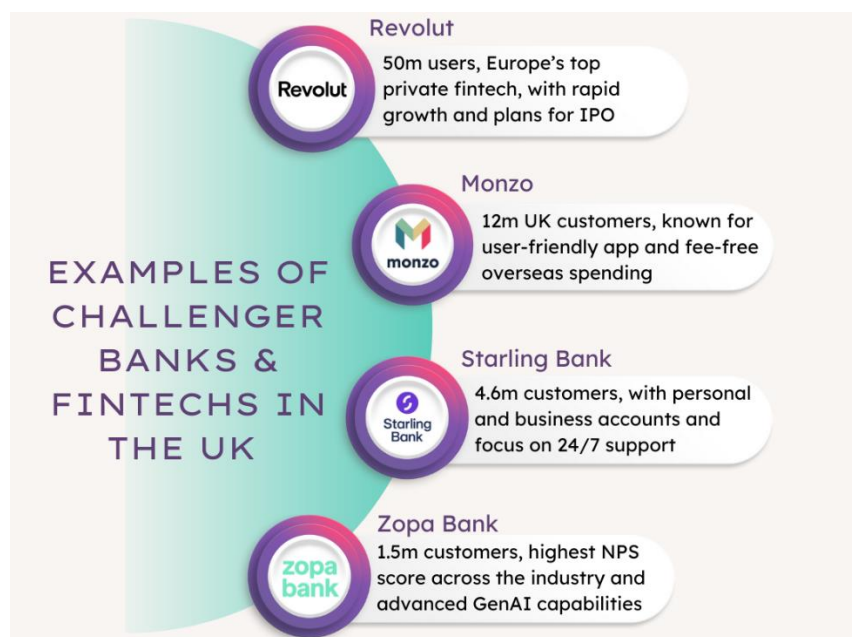 EXAMPLES OF
CHALLENGER
BANKS &
FINTECHS IN
THE UK
Revolut
Revolut
50m users, Europe's top
private fintech, with rapid
growth and plans for IPO
Monzo
monzo
12m UK customers, known for
user-friendly app and fee-free
overseas spending
Starling Bank
Starling
Bank
4.6m customers, with personal
and business accounts and
focus on 24/7 support
Zopa Bank
zopa
bank
1.5m customers, highest NPS
score across the industry and
advanced GenAI capabilities